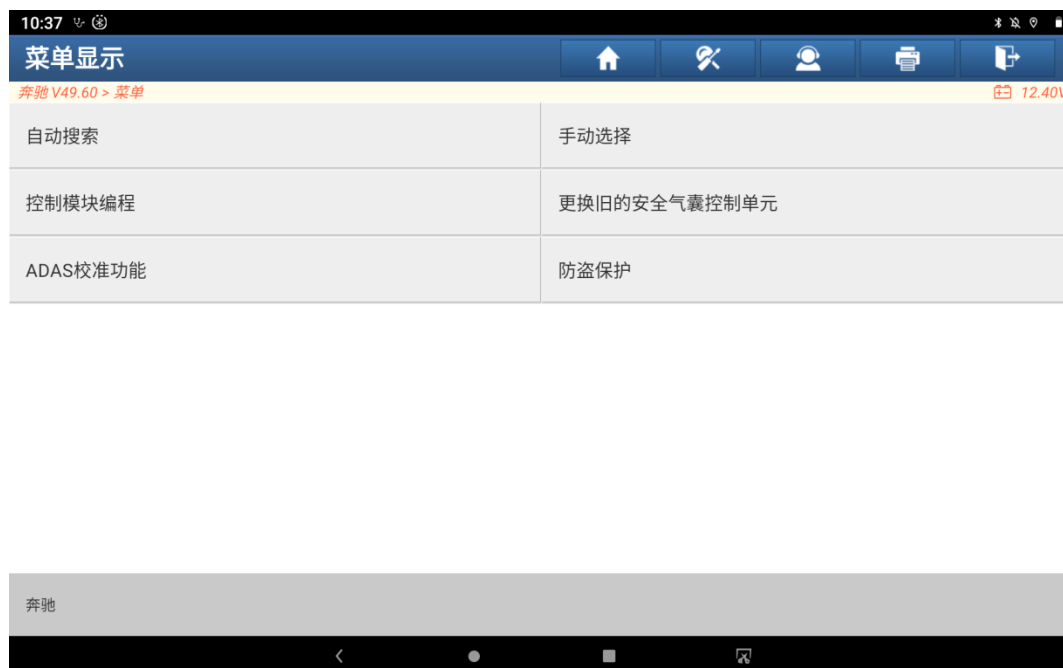 10:37
菜单显示
奔驰 V49.60 > 菜单
12.40V
自动搜索
手动选择
控制模块编程
更换旧的安全气囊控制单元
ADAS校准功能
防盗保护
奔驰